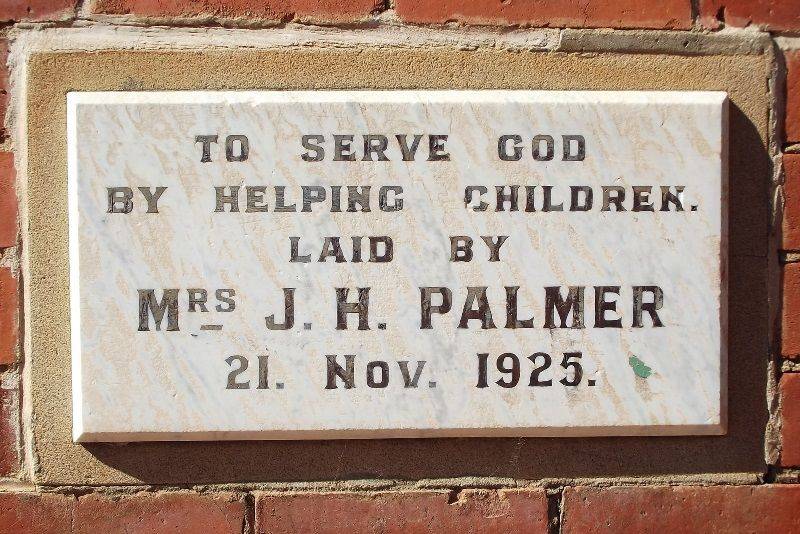 TO SERVE GOD
BY HELPING CHILDREN.
LAID BY
MRS J. H. PALMER
21. NOV. 1925.